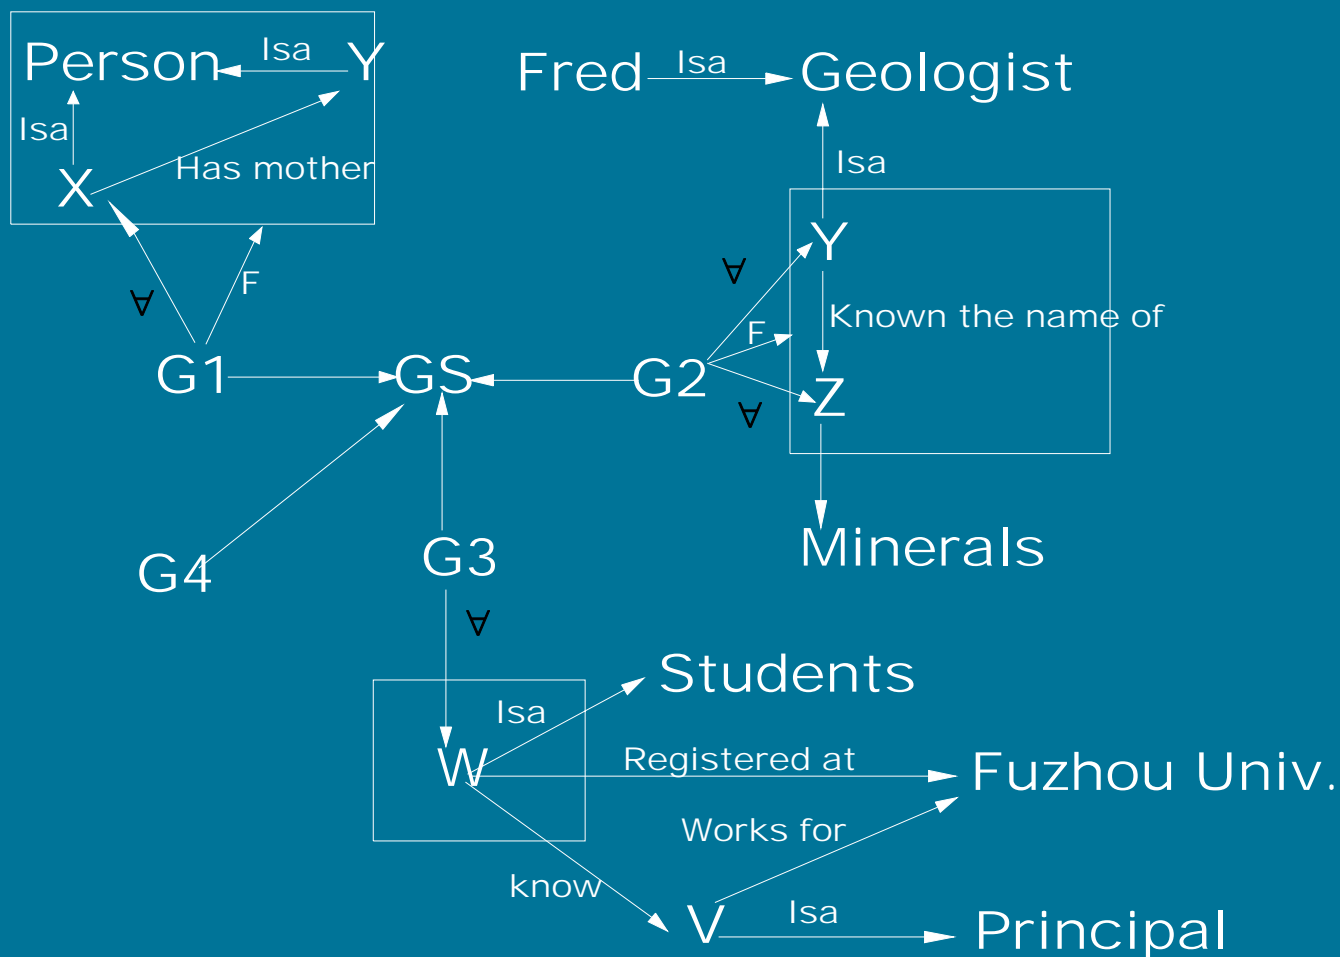 Person Isa Y
Fred Isa Geologist
Isa
Has mother
X
Isa
Y
∀ F
∀
F
Known the name of
G1 GS G2
Z
∀
G4 G3
Minerals
∀
Students
Isa
W
Registered at
Fuzhou Univ.
Works for
know
V Isa Principal